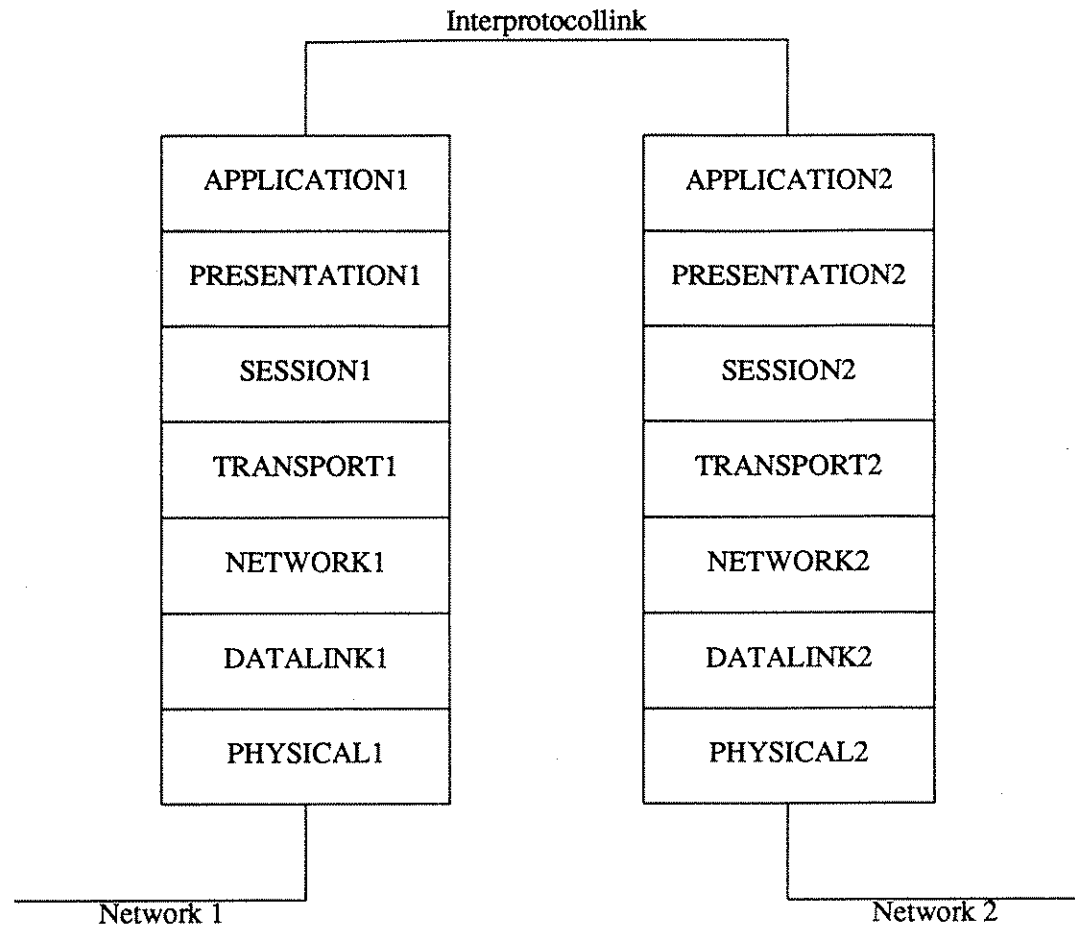 Interprotocollink
APPLICATION1
PRESENTATION1
SESSION1
TRANSPORT1
NETWORK1
DATALINK1
PHYSICAL1
APPLICATION2
PRESENTATION2
SESSION2
TRANSPORT2
NETWORK2
DATALINK2
PHYSICAL2
Network 1
Network 2